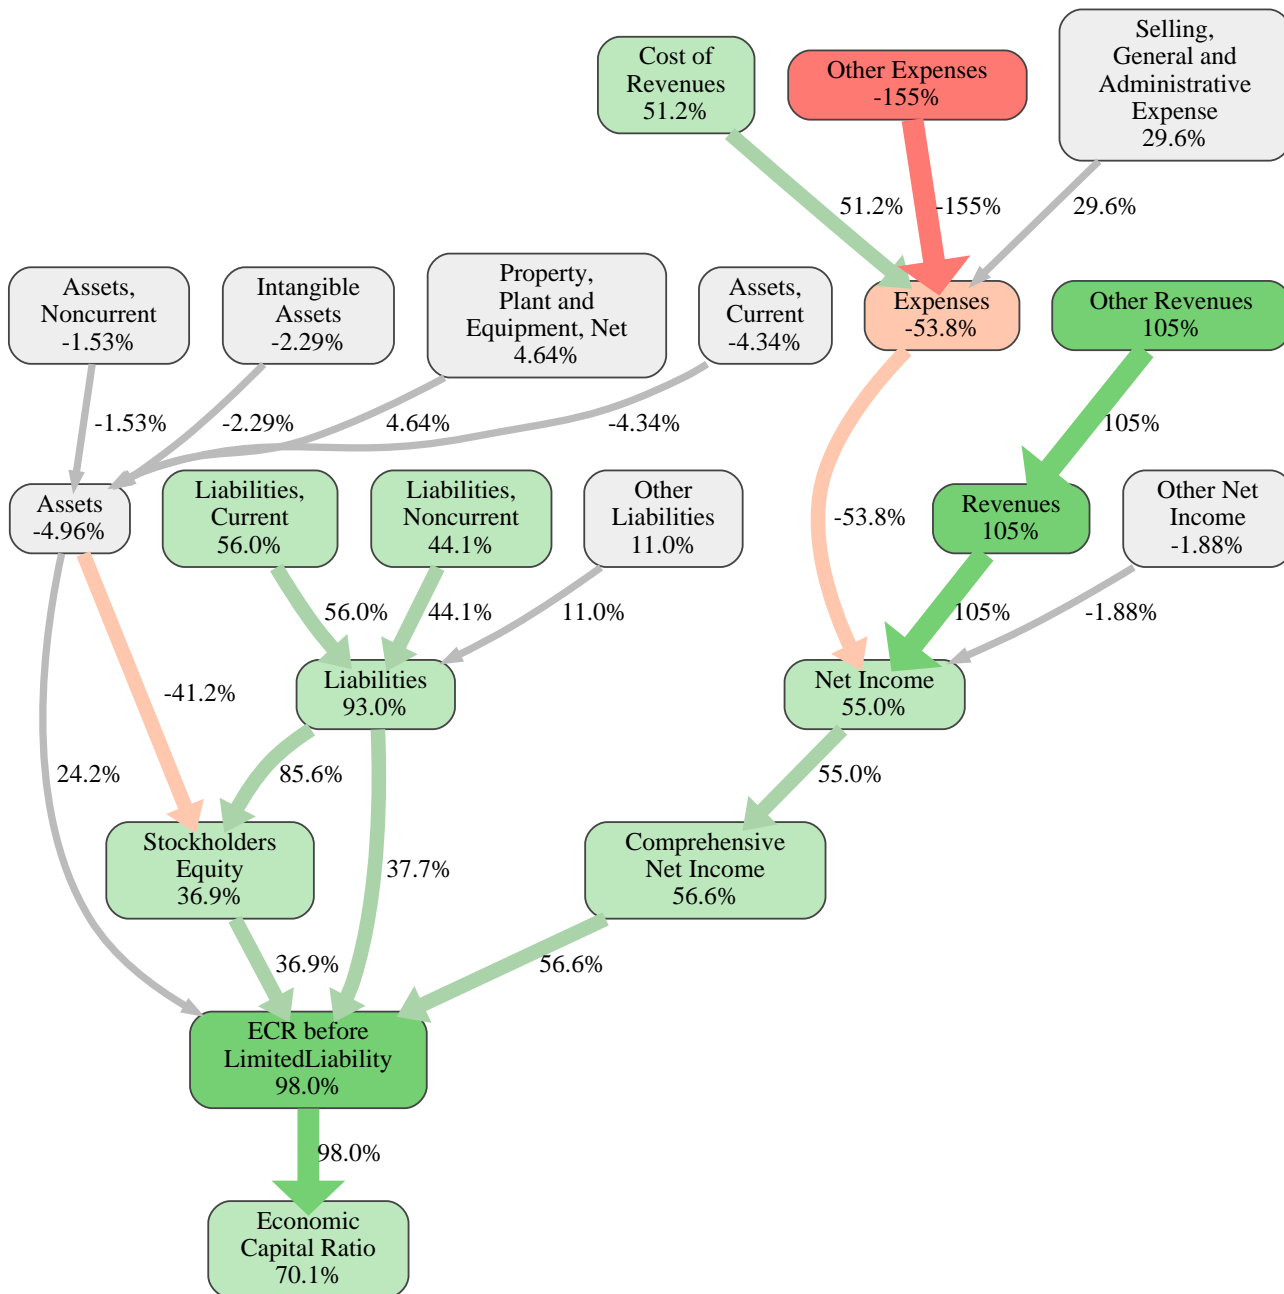 Cost of
Revenues
51.2%
Other Expenses
-155%
Selling,
General and
Administrative
Expense
29.6%
51.2%
-155%
29.6%
Assets,
Noncurrent
-1.53%
Intangible
Assets
-2.29%
Property,
Plant and
Equipment, Net
4.64%
Assets,
Current
-4.34%
Expenses
-53.8%
Other Revenues
105%
-1.53%
-2.29%
4.64%
-4.34%
105%
Assets
-4.96%
Liabilities,
Current
56.0%
Liabilities,
Noncurrent
44.1%
Other
Liabilities
11.0%
-53.8%
Revenues
105%
Other Net
Income
-1.88%
56.0%
44.1%
11.0%
105%
-1.88%
-41.2%
Liabilities
93.0%
Net Income
55.0%
24.2%
85.6%
55.0%
Stockholders
Equity
36.9%
37.7%
Comprehensive
Net Income
56.6%
36.9%
56.6%
ECR before
LimitedLiability
98.0%
98.0%
Economic
Capital Ratio
70.1%